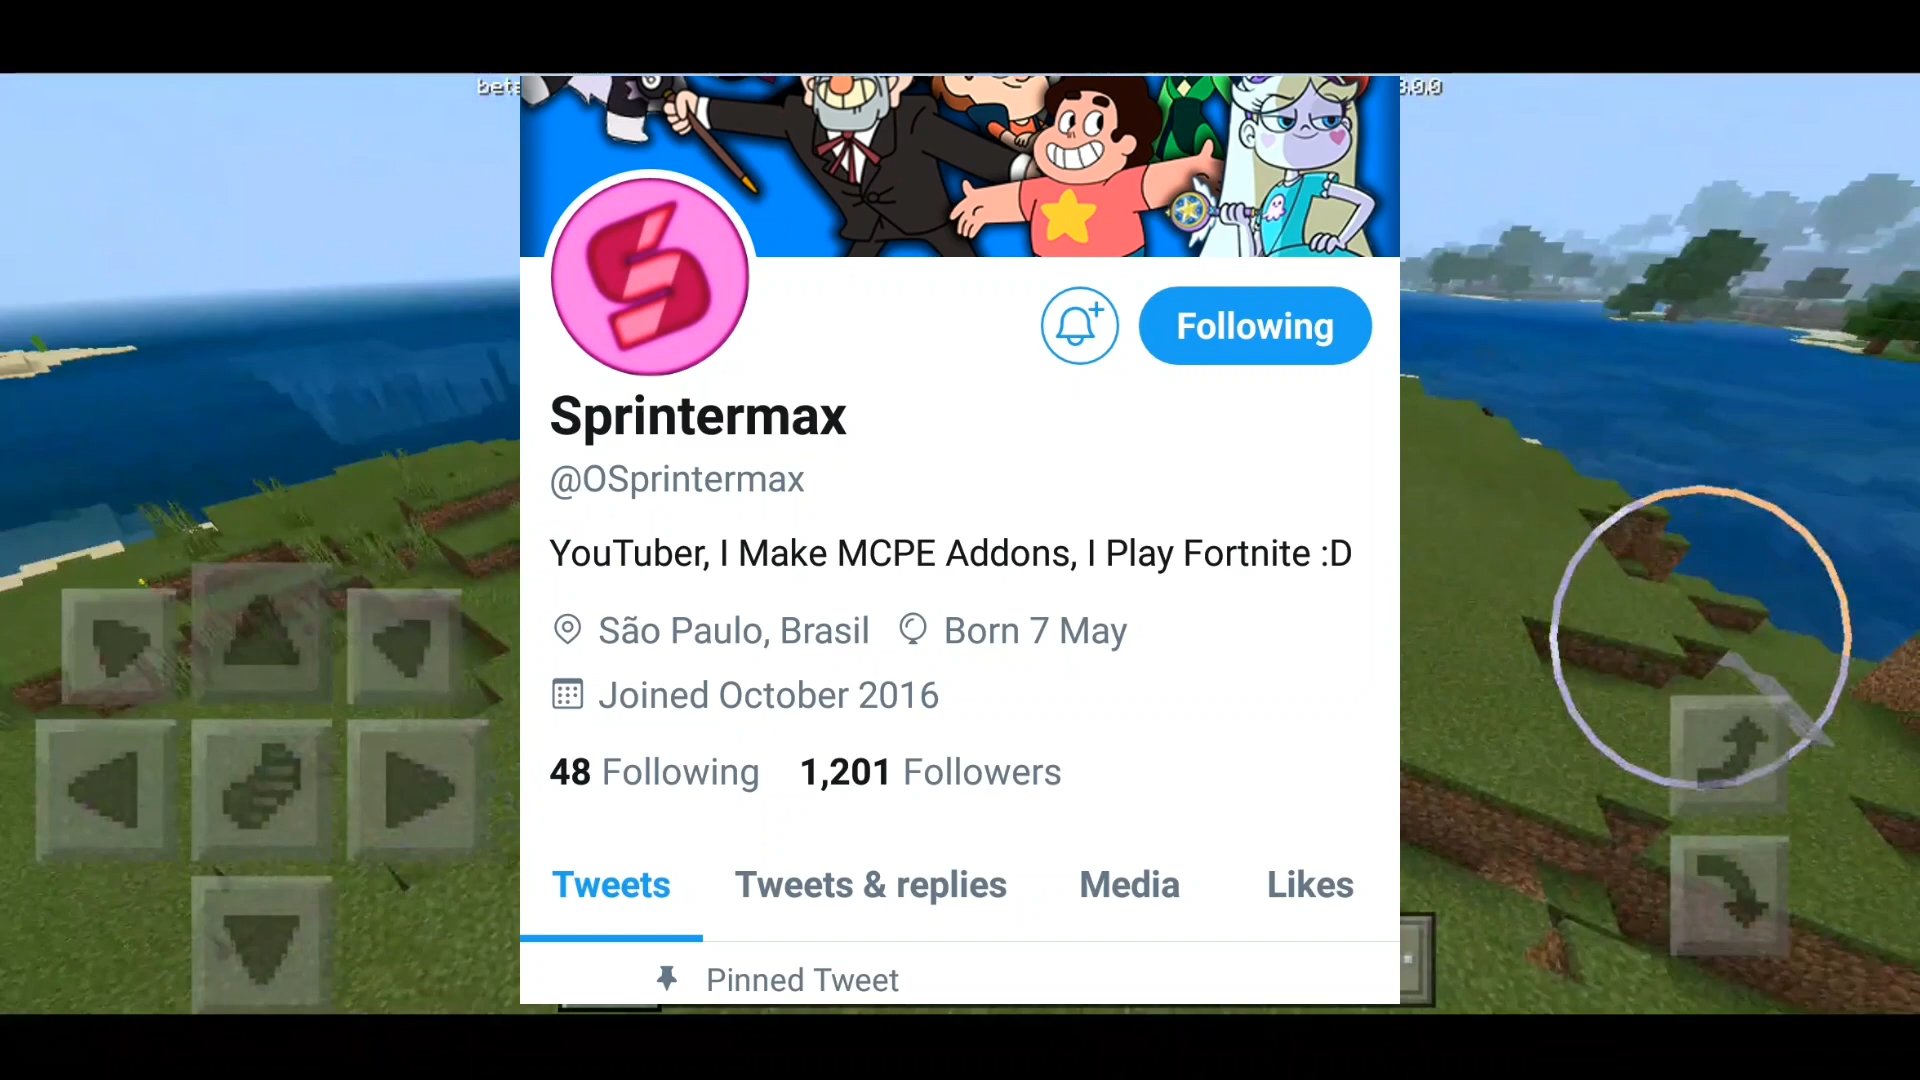 Sprintermax
@OSprintermax
YouTuber, I Make MCPE Addons, I Play Fortnite :D
São Paulo, Brasil Born 7 May
Joined October 2016
48 Following 1,201 Followers
Following
Tweets Tweets & replies Media Likes
Pinned Tweet